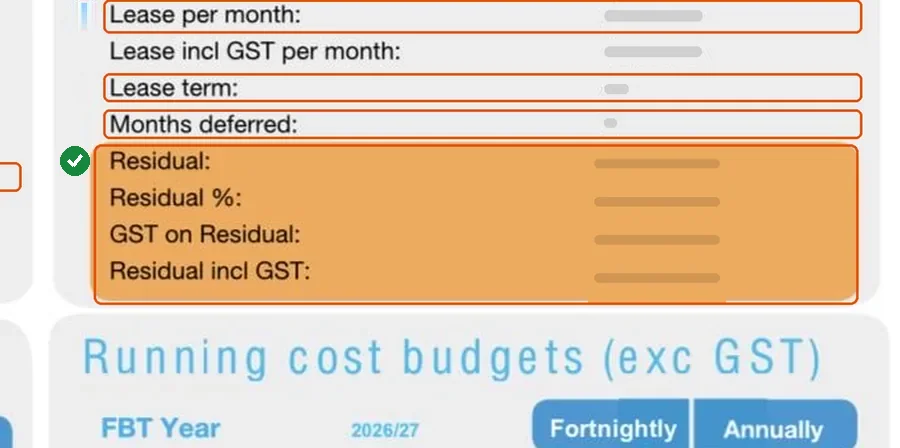 Lease per month:
Lease incl GST per month:
Lease term:
Months deferred:
Residual:
Residual %:
GST on Residual:
Residual incl GST:
Running cost budgets (exc GST)
FBT Year 2026/27 Fortnightly Annually